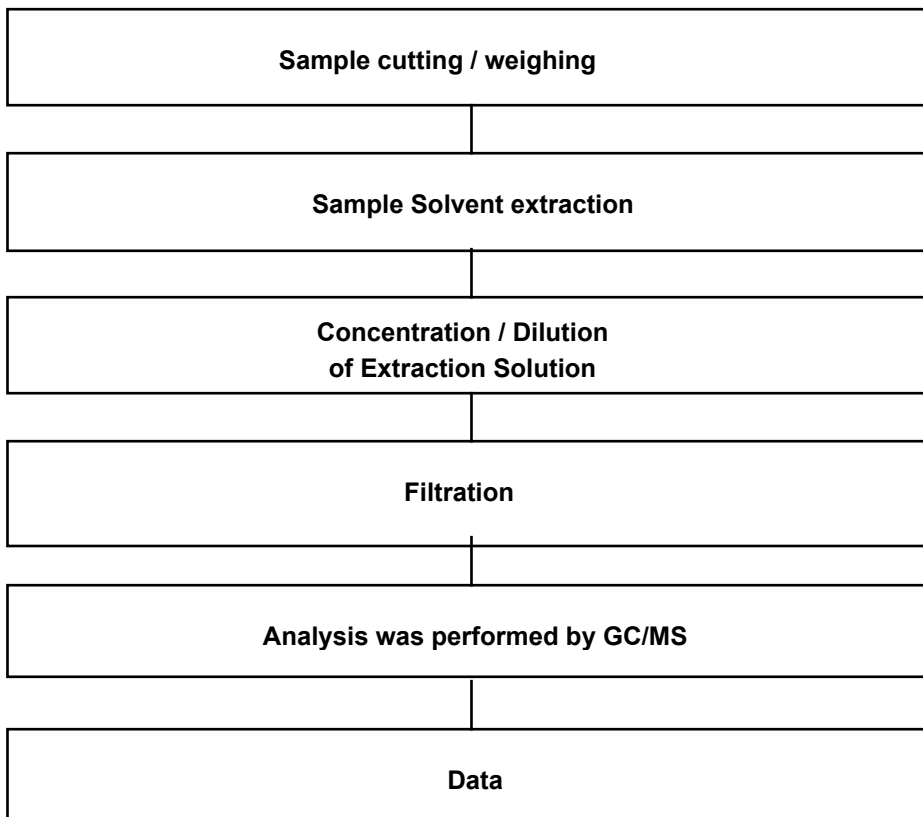 Sample cutting / weighing
Sample Solvent extraction
Concentration / Dilution
of Extraction Solution
Filtration
Analysis was performed by GC/MS
Data